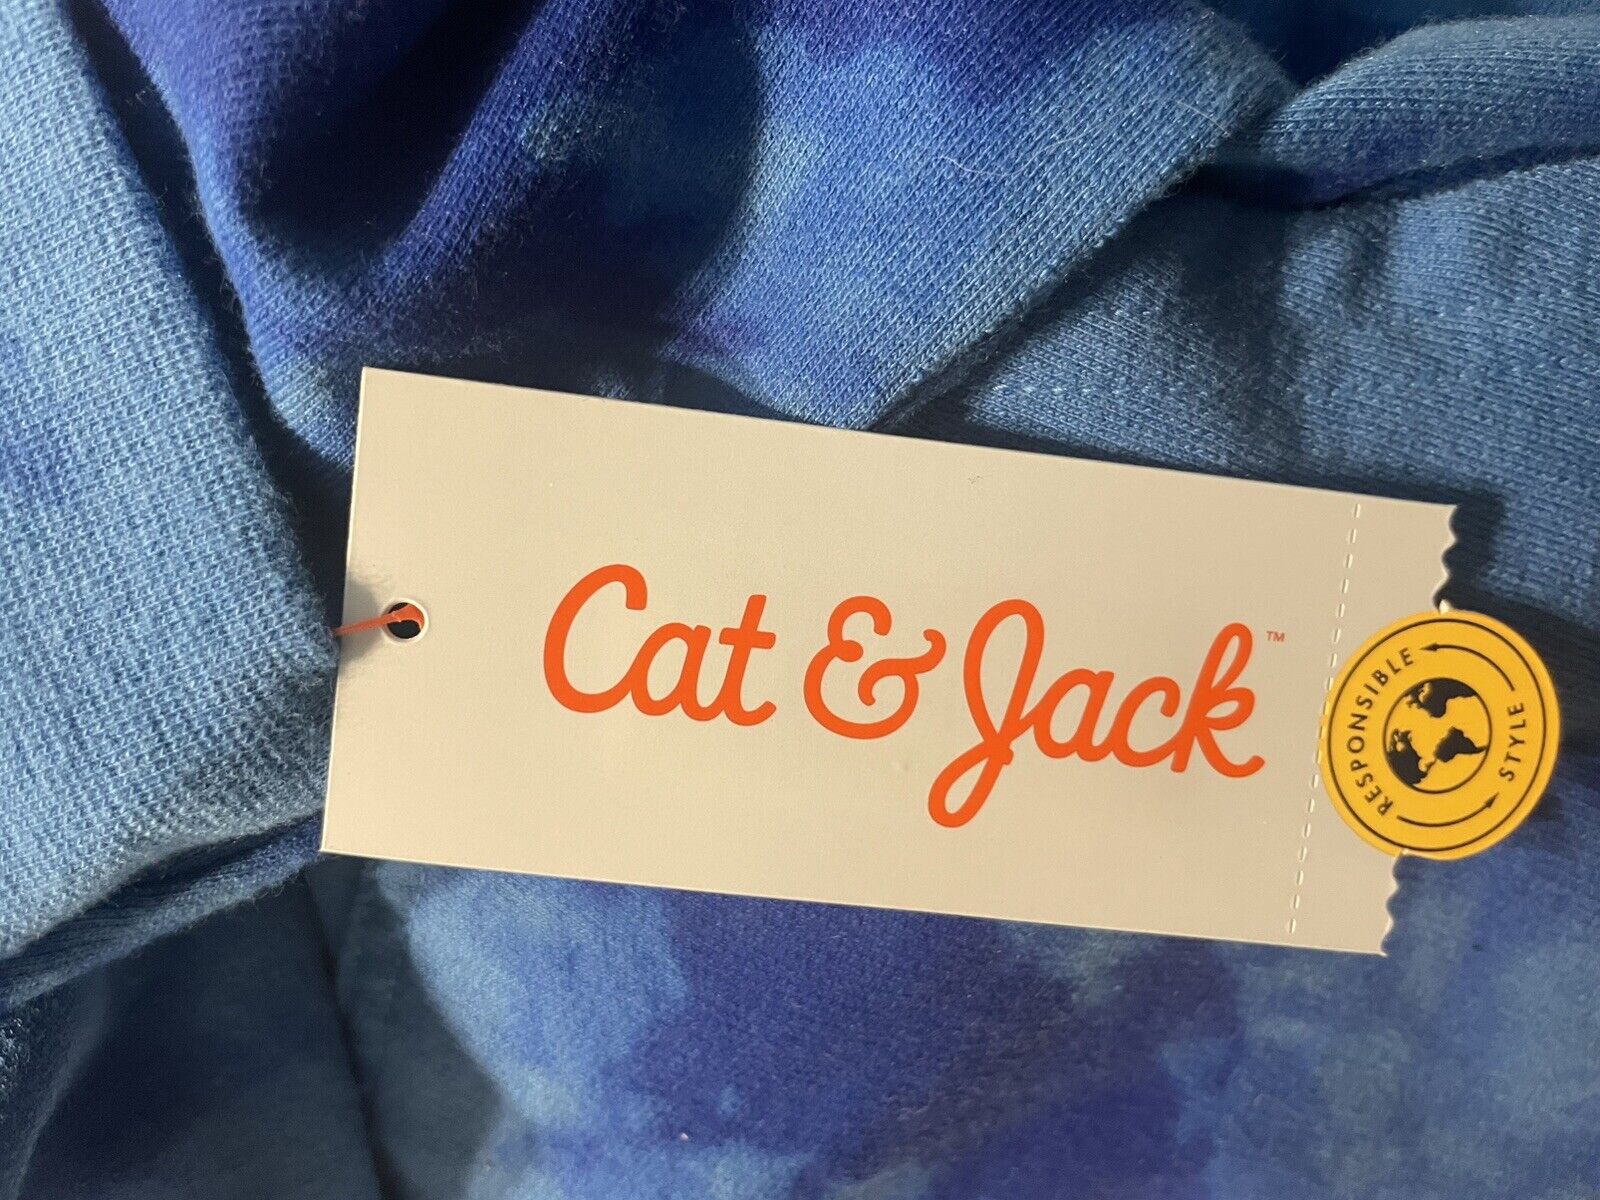 Cat & Jack™
RESPONSIBLE
STYLE